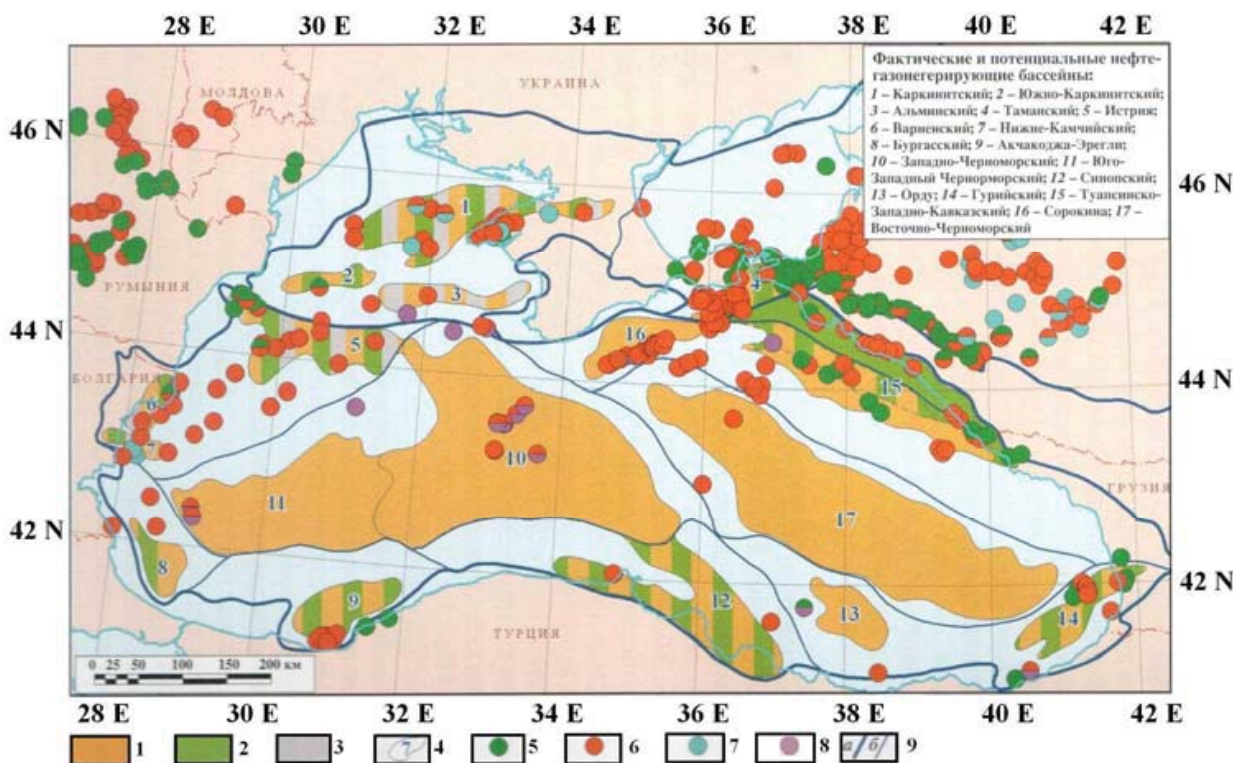 28 E 30 E 32 E 34 E 36 E 38 E 40 E 42 E
УКРАИНА
МОЛДОВА
Фактические и потенциальные нефте-
газонегерирующие бассейны:
1 – Каркинитский; 2 – Южно-Каркинитский;
3 – Альминский; 4 – Таманский; 5 – Истрия;
6 – Варненский; 7 – Нижне-Камчийский;
8 – Бургасский; 9 – Акчакоджа-Эрегли;
10 – Западно-Черноморский; 11 – Юго-
Западный Чернорморский; 12 – Синопский;
13 – Орду; 14 – Гурийский; 15 – Туапсинско-
Западно-Кавказский; 16 – Сорокина; 17 –
Восточно-Черноморский
46 N
46 N
1
2
3
4
РУМЫНИЯ
44 N
16
5
БОЛГАРИЯ
44 N
15
6
7
10
11
ГРУЗИЯ
17
42 N
8
42 N
9
12
13
14
ТУРЦИЯ
0 25 50 100 150 200 км
28 E 30 E 32 E 34 E 36 E 38 E 40 E 42 E
1 2 3 7 4 5 6 7 8 а б 9